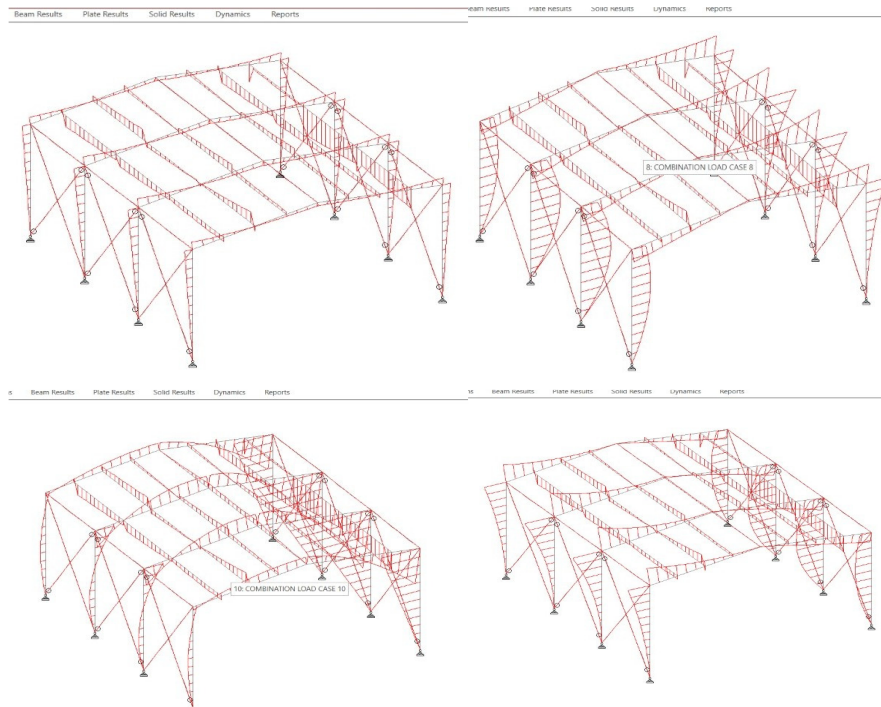 Beam Results Plate Results Solid Results Dynamics Reports
Beam Results Plate Results Solid Results Dynamics Reports
8: COMBINATION LOAD CASE 8
s Beam Results Plate Results Solid Results Dynamics Reports
ns Beam Results Plate Results Solid Results Dynamics Reports
10: COMBINATION LOAD CASE 10